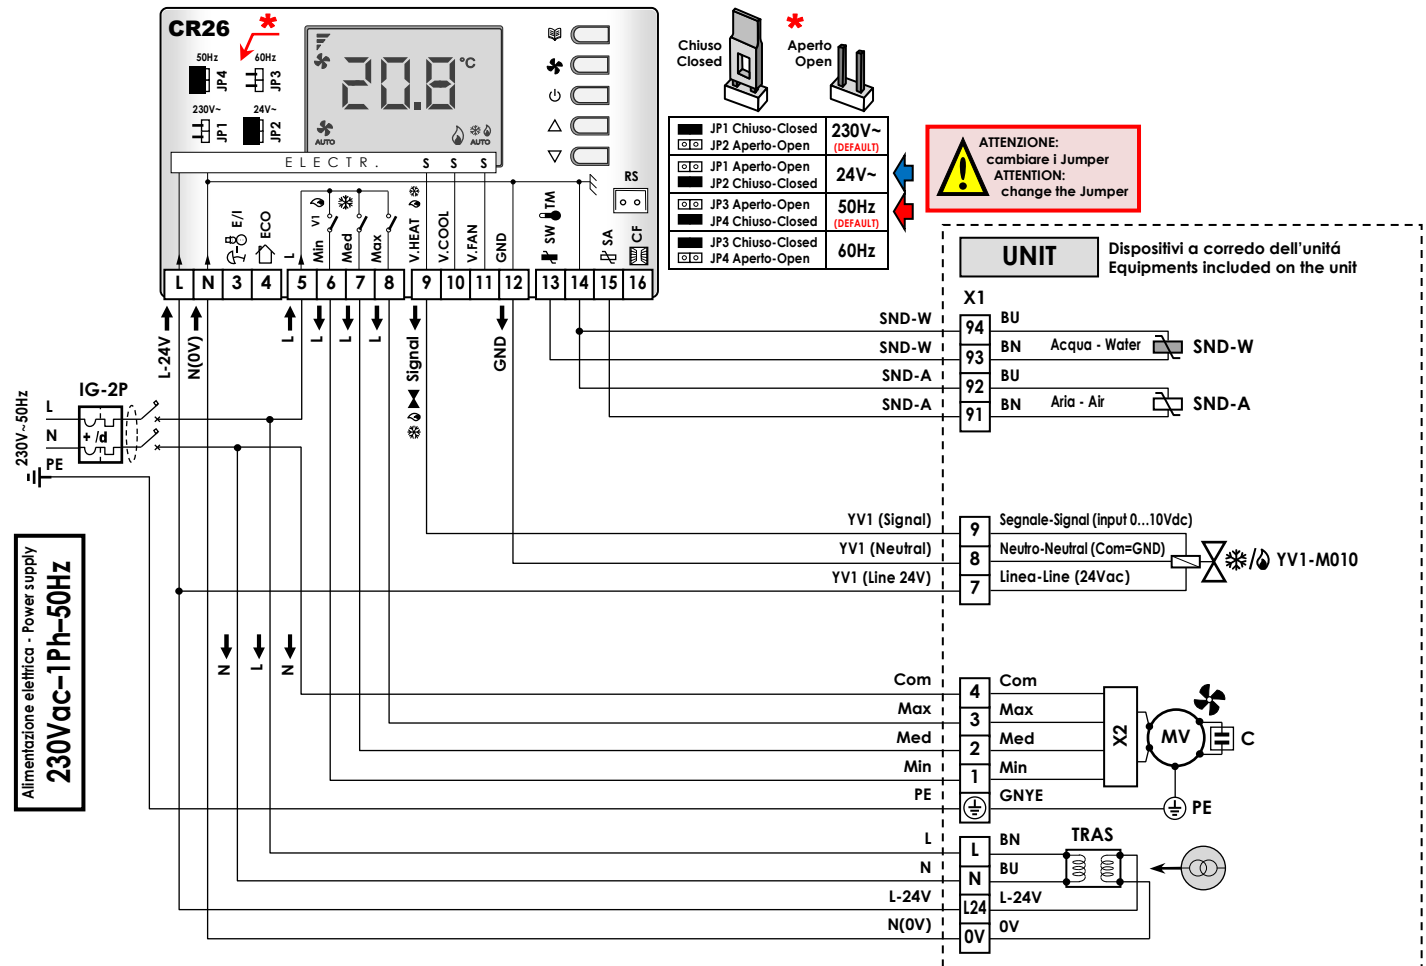 CR26
*
50Hz
JP4
60Hz
JP3
230V~
JP1
24V~
JP2
20.8°C
AUTO
AUTO
ELECTR.
S S S
RS
E/I
ECO
L
V1
Min
Med
Max
V.HEAT
V.COOL
V.FAN
GND
SW
TM
SA
CF
L N 3 4 5 6 7 8 9 10 11 12 13 14 15 16
L-24V
N(0V)
L
L
L
L
Signal
GND
Chiuso
Closed
*
Aperto
Open
JP1 Chiuso-Closed
JP2 Aperto-Open
230V~
(DEFAULT)
JP1 Aperto-Open
JP2 Chiuso-Closed
24V~
JP3 Aperto-Open
JP4 Chiuso-Closed
50Hz
(DEFAULT)
JP3 Chiuso-Closed
JP4 Aperto-Open
60Hz
ATTENZIONE:
cambiare i Jumper
ATTENTION:
change the Jumper
UNIT
Dispositivi a corredo dell'unitá
Equipments included on the unit
X1
SND-W 94 BU
SND-W 93 BN
Acqua - Water
SND-W
SND-A 92 BU
SND-A 91 BN
Aria - Air
SND-A
IG-2P
230V~50Hz
L
N
PE
+ /d
Alimentazione elettrica - Power supply
230Vac–1Ph–50Hz
YV1 (Signal) 9 Segnale-Signal (input 0...10Vdc)
YV1 (Neutral) 8 Neutro-Neutral (Com=GND)
YV1 (Line 24V) 7 Linea-Line (24Vac)
/
YV1-M010
N
L
N
Com 4 Com
Max 3 Max
Med 2 Med
Min 1 Min
PE GNYE
X2
MV
C
PE
L L BN
N N BU
L-24V L24 L-24V
N(0V) 0V 0V
TRAS